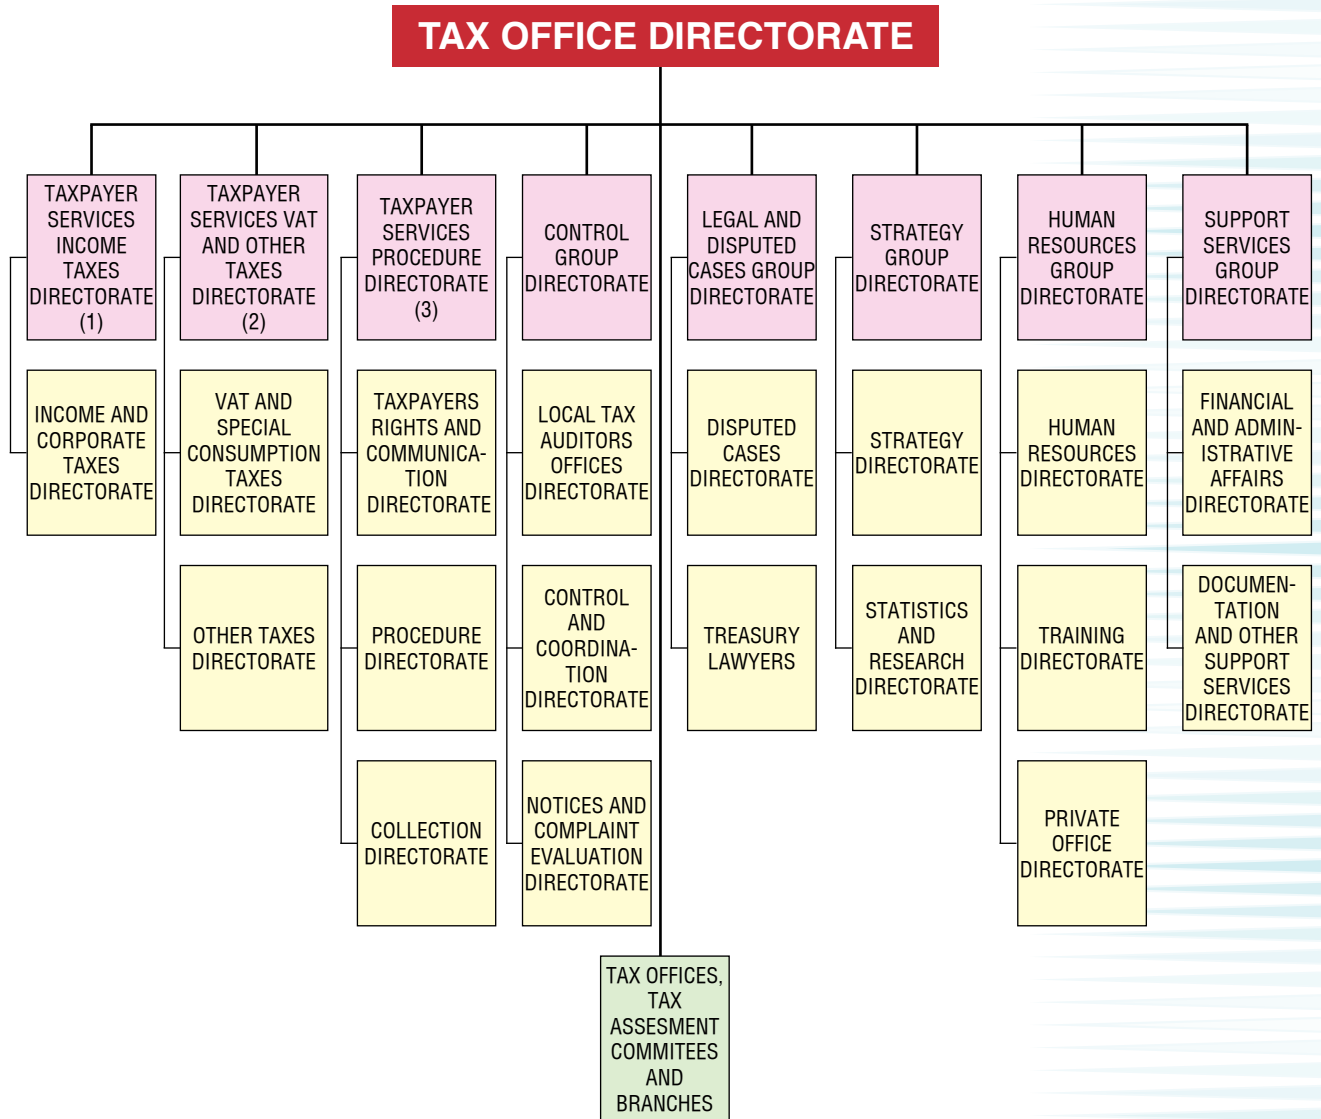 TAX OFFICE DIRECTORATE
TAXPAYER
SERVICES
INCOME
TAXES
DIRECTORATE
(1)
TAXPAYER
SERVICES VAT
AND OTHER
TAXES
DIRECTORATE
(2)
TAXPAYER
SERVICES
PROCEDURE
DIRECTORATE
(3)
CONTROL
GROUP
DIRECTORATE
LEGAL AND
DISPUTED
CASES GROUP
DIRECTORATE
STRATEGY
GROUP
DIRECTORATE
HUMAN
RESOURCES
GROUP
DIRECTORATE
SUPPORT
SERVICES
GROUP
DIRECTORATE
INCOME AND
CORPORATE
TAXES
DIRECTORATE
VAT AND
SPECIAL
CONSUMPTION
TAXES
DIRECTORATE
TAXPAYERS
RIGHTS AND
COMMUNICA-
TION
DIRECTORATE
LOCAL TAX
AUDITORS
OFFICES
DIRECTORATE
DISPUTED
CASES
DIRECTORATE
STRATEGY
DIRECTORATE
HUMAN
RESOURCES
DIRECTORATE
FINANCIAL
AND ADMIN-
ISTRATIVE
AFFAIRS
DIRECTORATE
OTHER TAXES
DIRECTORATE
PROCEDURE
DIRECTORATE
CONTROL
AND
COORDINA-
TION
DIRECTORATE
TREASURY
LAWYERS
STATISTICS
AND
RESEARCH
DIRECTORATE
TRAINING
DIRECTORATE
DOCUMEN-
TATION
AND OTHER
SUPPORT
SERVICES
DIRECTORATE
COLLECTION
DIRECTORATE
NOTICES AND
COMPLAINT
EVALUATION
DIRECTORATE
PRIVATE
OFFICE
DIRECTORATE
TAX OFFICES,
TAX
ASSESMENT
COMMITEES
AND
BRANCHES